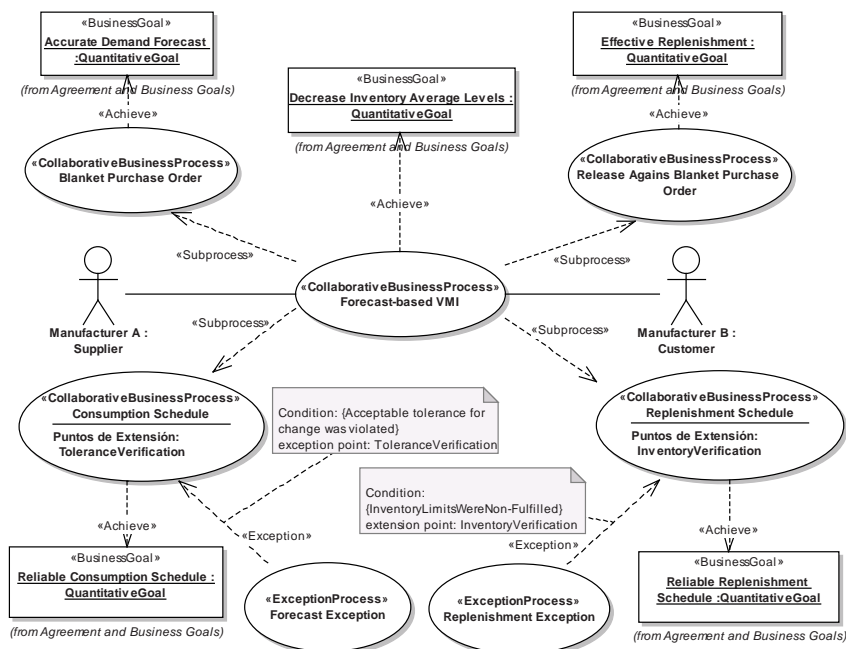 «BusinessGoal»
Accurate Demand Forecast
:QuantitativeGoal
(from Agreement and Business Goals)
«BusinessGoal»
Decrease Inventory Average Levels :
QuantitativeGoal
(from Agreement and Business Goals)
«BusinessGoal»
Effective Replenishment :
QuantitativeGoal
(from Agreement and Business Goals)
«Achieve»
«Achieve»
«Achieve»
«CollaborativeBusinessProcess»
Blanket Purchase Order
«CollaborativeBusinessProcess»
Release Agains Blanket Purchase
Order
«Subprocess»
«Subprocess»
«CollaborativeBusinessProcess»
Forecast-based VMI
Manufacturer A :
Supplier
Manufacturer B :
Customer
«Subprocess»
«Subprocess»
«CollaborativeBusinessProcess»
Consumption Schedule
Puntos de Extensión:
ToleranceVerification
Condition: {Acceptable tolerance for
change was violated}
exception point: ToleranceVerification
«CollaborativeBusinessProcess»
Replenishment Schedule
Puntos de Extensión:
InventoryVerification
Condition:
{InventoryLimitsWereNon-Fulfilled}
extension point: InventoryVerification
«Achieve»
«Exception»
«Exception»
«Achieve»
«BusinessGoal»
Reliable Consumption Schedule :
QuantitativeGoal
(from Agreement and Business Goals)
«ExceptionProcess»
Forecast Exception
«ExceptionProcess»
Replenishment Exception
«BusinessGoal»
Reliable Replenishment
Schedule :QuantitativeGoal
(from Agreement and Business Goals)